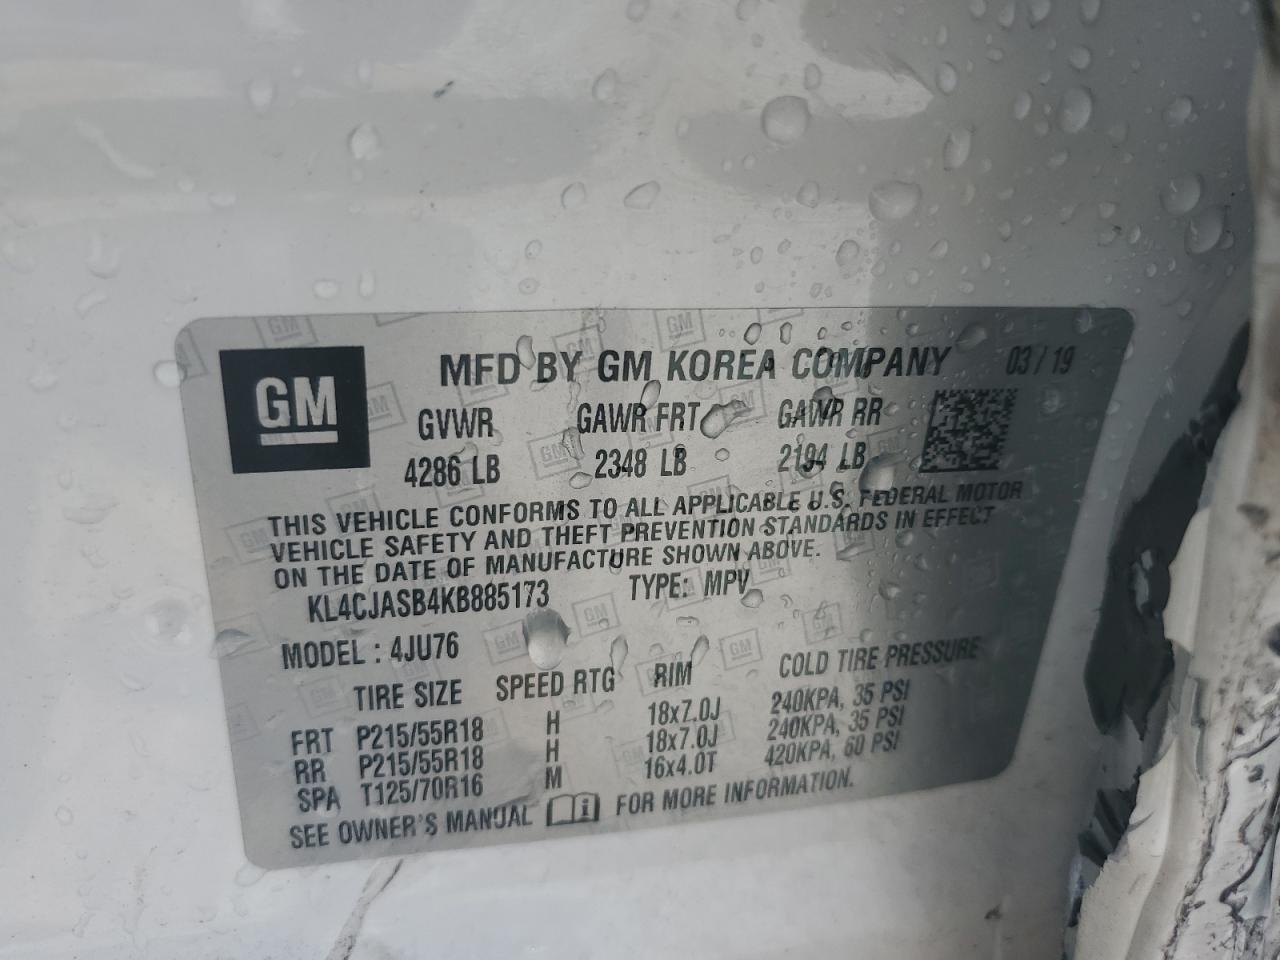 GM
MFD BY GM KOREA COMPANY 03/19
GVWR GAWR FRT GAWR RR
4286 LB 2348 LB 2194 LB
THIS VEHICLE CONFORMS TO ALL APPLICABLE U.S. FEDERAL MOTOR
VEHICLE SAFETY AND THEFT PREVENTION STANDARDS IN EFFECT
ON THE DATE OF MANUFACTURE SHOWN ABOVE.
KL4CJASB4KB885173 TYPE: MPV
MODEL : 4JU76
TIRE SIZE SPEED RTG RIM COLD TIRE PRESSURE
FRT P215/55R18 H 18x7.0J 240KPA, 35 PSI
RR P215/55R18 H 18x7.0J 240KPA, 35 PSI
SPA T125/70R16 M 16x4.0T 420KPA, 60 PSI
SEE OWNER'S MANUAL FOR MORE INFORMATION.